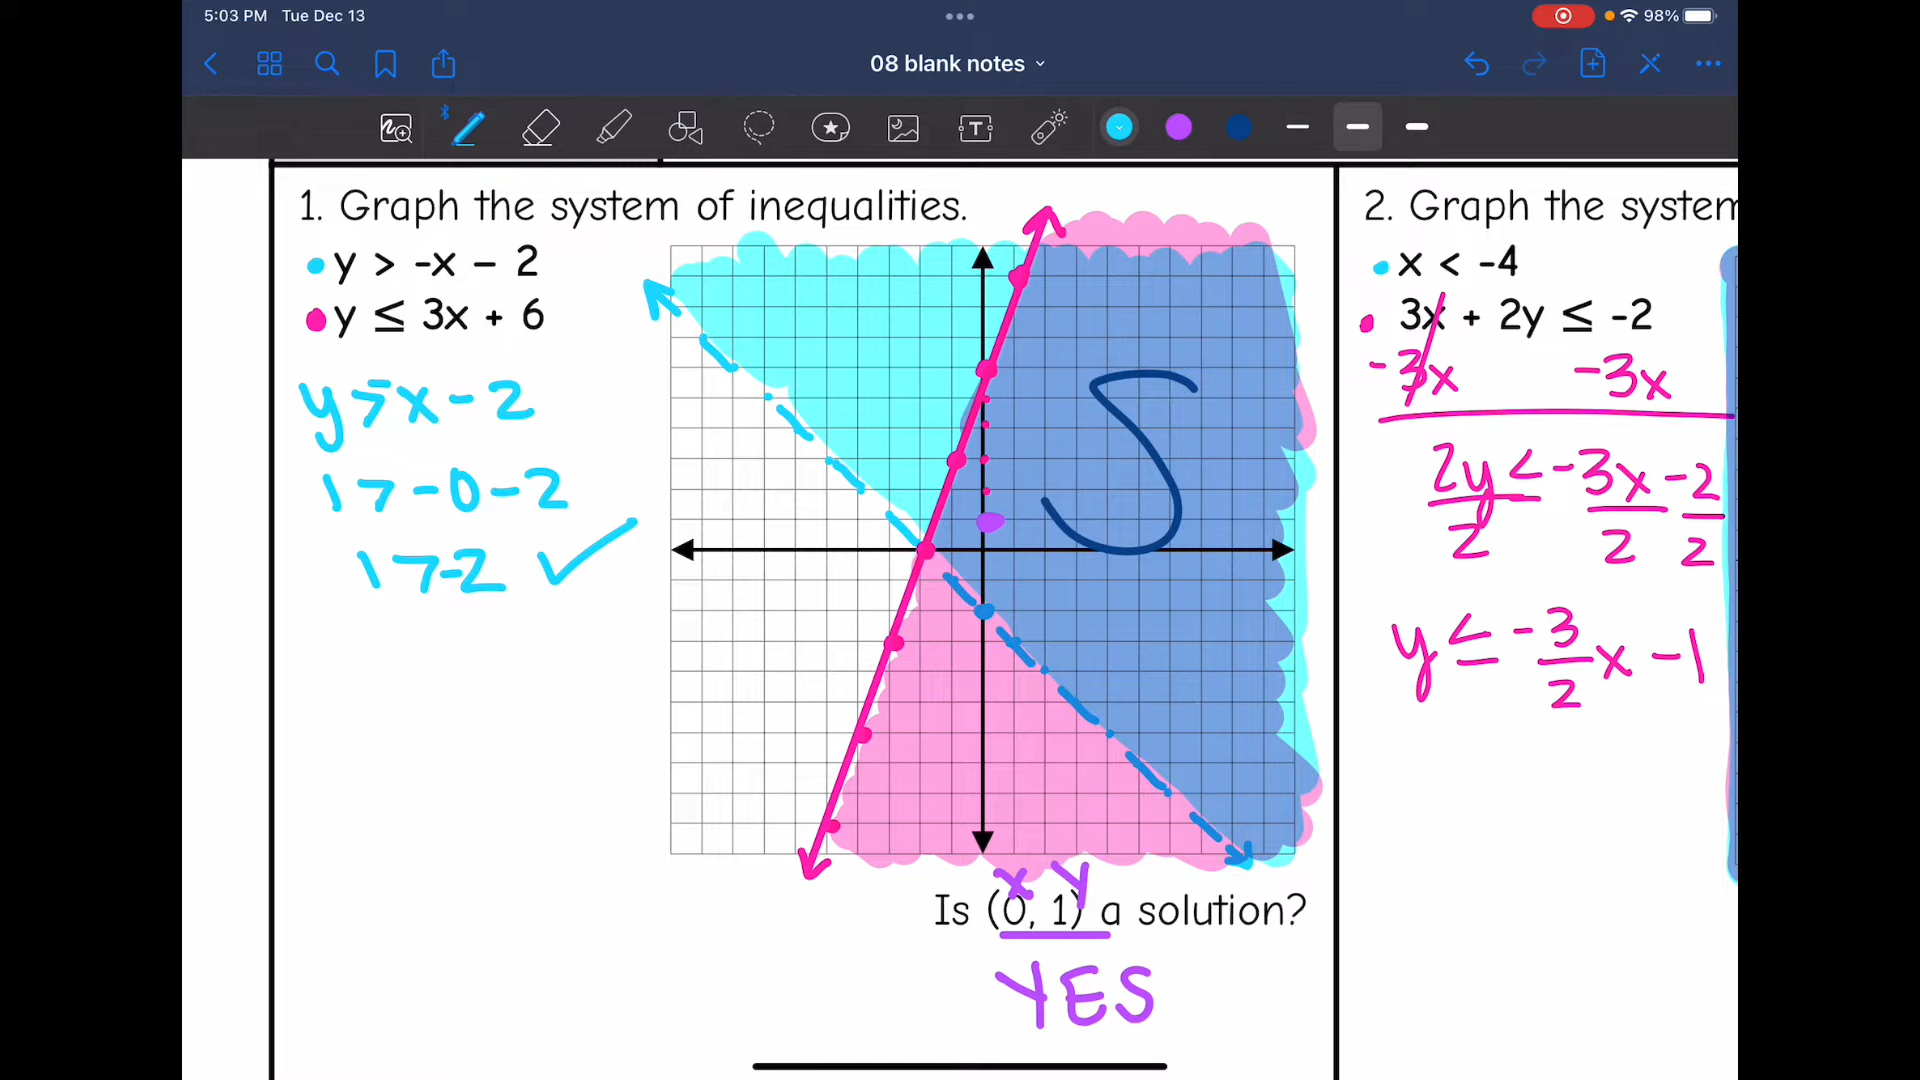 5:03 PM Tue Dec 13
98%
08 blank notes
T
1. Graph the system of inequalities.
y > -x – 2
y ≤ 3x + 6
y > -x - 2
1 > -0 - 2
1 > -2 ✓
S
x y
Is (0, 1) a solution?
YES
2. Graph the system
x < -4
3x + 2y ≤ -2
-3x -3x
2y ≤ -3x - 2
2 2 2
y ≤ -3/2 x - 1